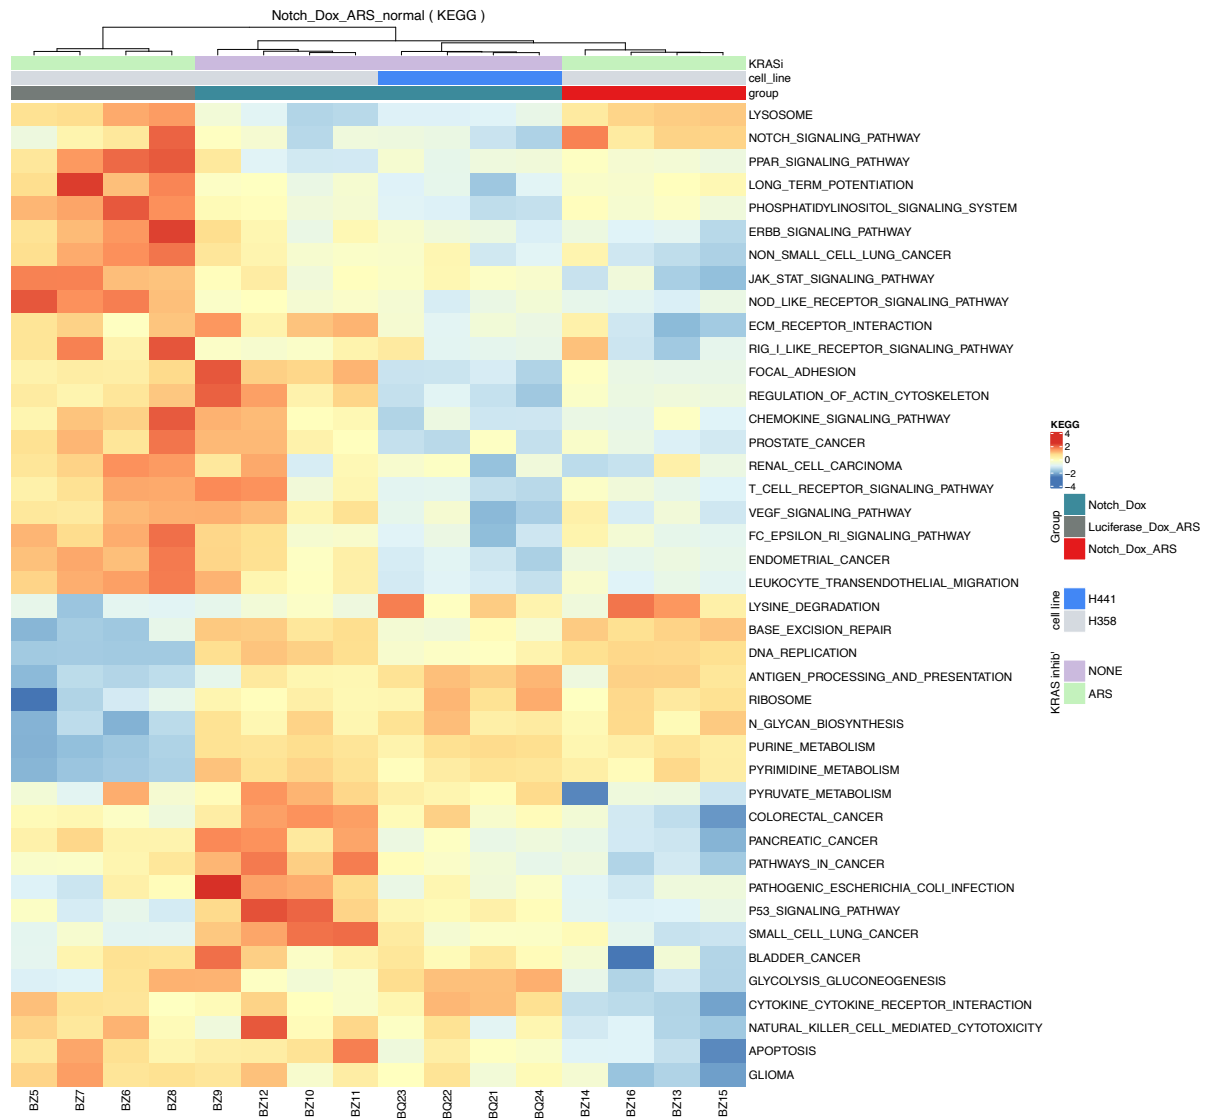 Notch_Dox_ARS_normal ( KEGG )
KRASi
cell_line
group
LYSOSOME
NOTCH_SIGNALING_PATHWAY
PPAR_SIGNALING_PATHWAY
LONG_TERM_POTENTIATION
PHOSPHATIDYLINOSITOL_SIGNALING_SYSTEM
ERBB_SIGNALING_PATHWAY
NON_SMALL_CELL_LUNG_CANCER
JAK_STAT_SIGNALING_PATHWAY
NOD_LIKE_RECEPTOR_SIGNALING_PATHWAY
ECM_RECEPTOR_INTERACTION
RIG_I_LIKE_RECEPTOR_SIGNALING_PATHWAY
FOCAL_ADHESION
REGULATION_OF_ACTIN_CYTOSKELETON
CHEMOKINE_SIGNALING_PATHWAY
PROSTATE_CANCER
RENAL_CELL_CARCINOMA
T_CELL_RECEPTOR_SIGNALING_PATHWAY
VEGF_SIGNALING_PATHWAY
FC_EPSILON_RI_SIGNALING_PATHWAY
ENDOMETRIAL_CANCER
LEUKOCYTE_TRANSENDOTHELIAL_MIGRATION
LYSINE_DEGRADATION
BASE_EXCISION_REPAIR
DNA_REPLICATION
ANTIGEN_PROCESSING_AND_PRESENTATION
RIBOSOME
N_GLYCAN_BIOSYNTHESIS
PURINE_METABOLISM
PYRIMIDINE_METABOLISM
PYRUVATE_METABOLISM
COLORECTAL_CANCER
PANCREATIC_CANCER
PATHWAYS_IN_CANCER
PATHOGENIC_ESCHERICHIA_COLI_INFECTION
P53_SIGNALING_PATHWAY
SMALL_CELL_LUNG_CANCER
BLADDER_CANCER
GLYCOLYSIS_GLUCONEOGENESIS
CYTOKINE_CYTOKINE_RECEPTOR_INTERACTION
NATURAL_KILLER_CELL_MEDIATED_CYTOTOXICITY
APOPTOSIS
GLIOMA
BZ5
BZ7
BZ6
BZ8
BZ9
BZ12
BZ10
BZ11
BQ23
BQ22
BQ21
BQ24
BZ14
BZ16
BZ13
BZ15
KEGG
4
2
0
−2
−4
Group
Notch_Dox
Luciferase_Dox_ARS
Notch_Dox_ARS
cell line
H441
H358
KRAS inhib'
NONE
ARS